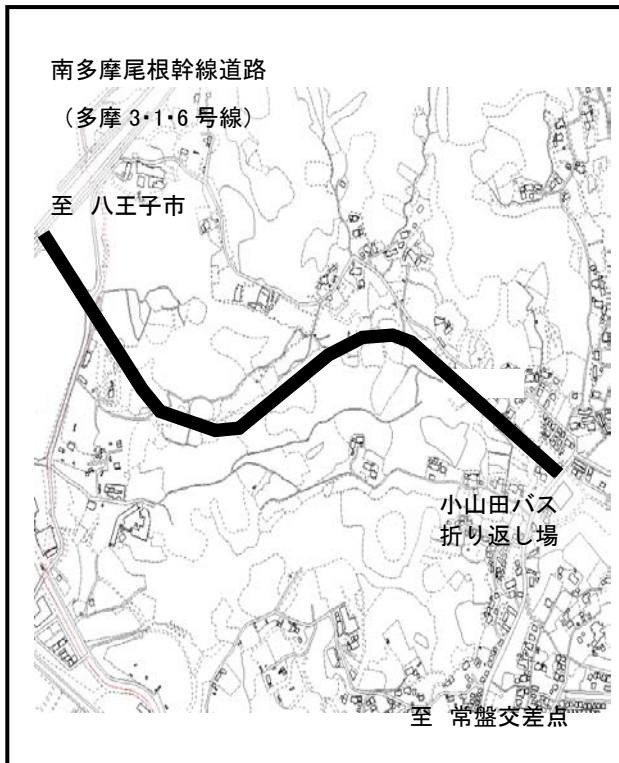 南多摩尾根幹線道路
（多摩 3・1・6 号線）
至 八王子市
小山田バス
折り返し場
至 常盤交差点